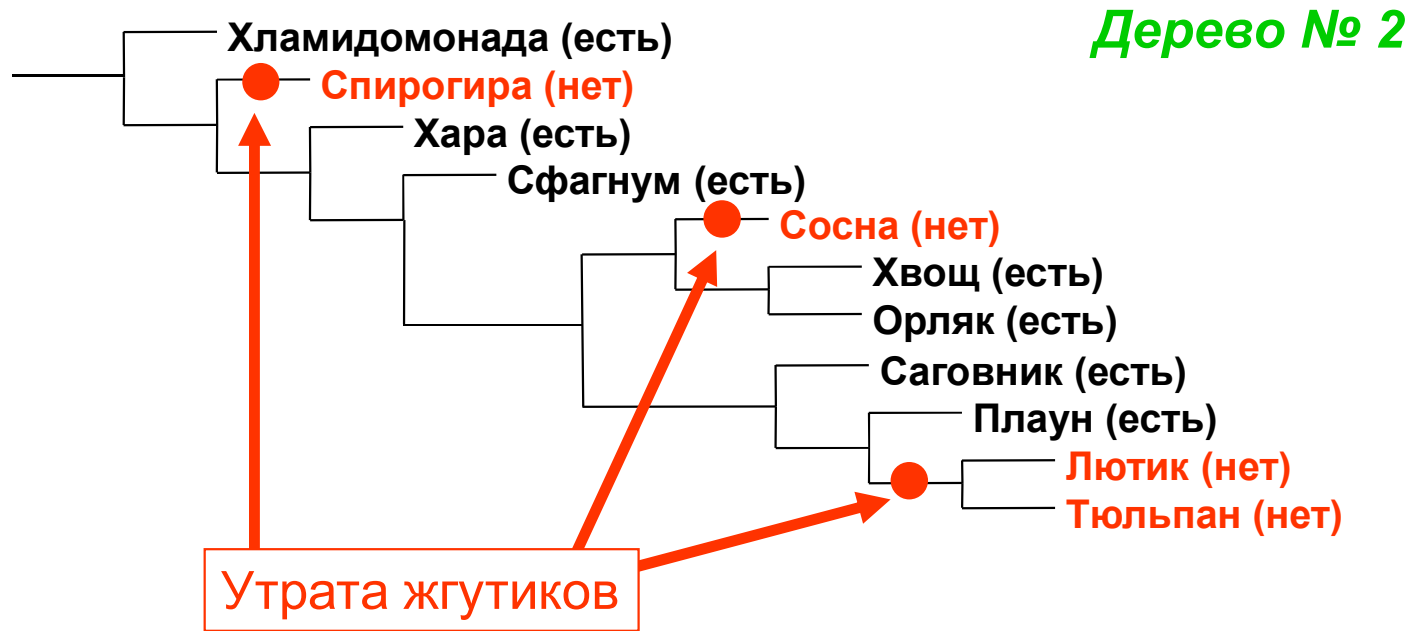 Дерево № 2
Хламидомонада (есть)
Спирогира (нет)
Хара (есть)
Сфагнум (есть)
Сосна (нет)
Хвощ (есть)
Орляк (есть)
Саговник (есть)
Плаун (есть)
Лютик (нет)
Тюльпан (нет)
Утрата жгутиков